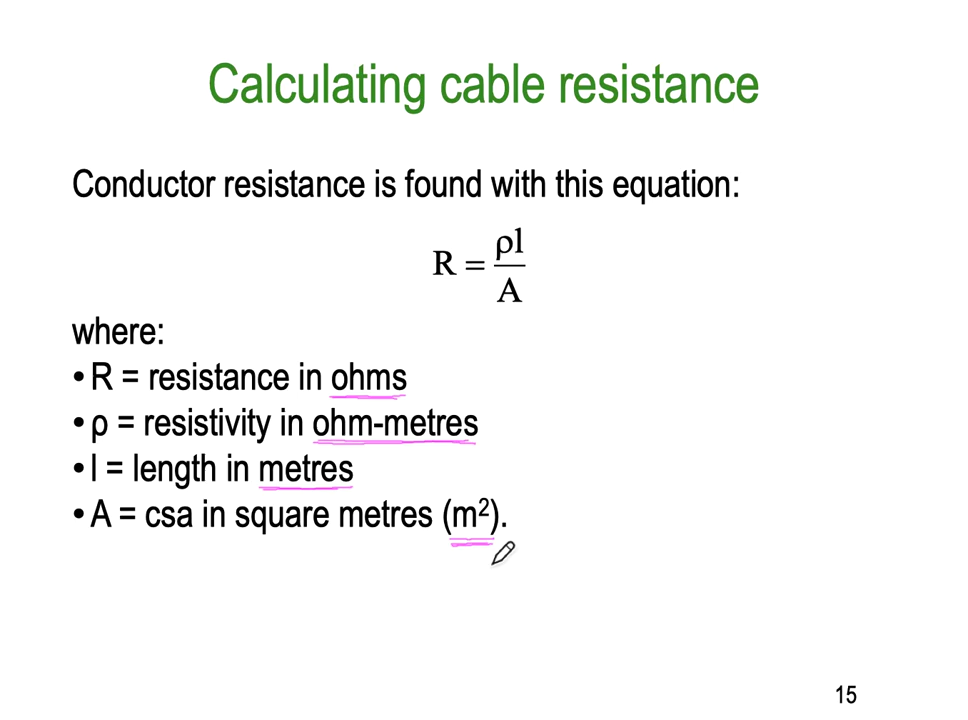 Calculating cable resistance
Conductor resistance is found with this equation:
R = ρl / A
where:
• R = resistance in ohms
• ρ = resistivity in ohm-metres
• l = length in metres
• A = csa in square metres (m²).
15